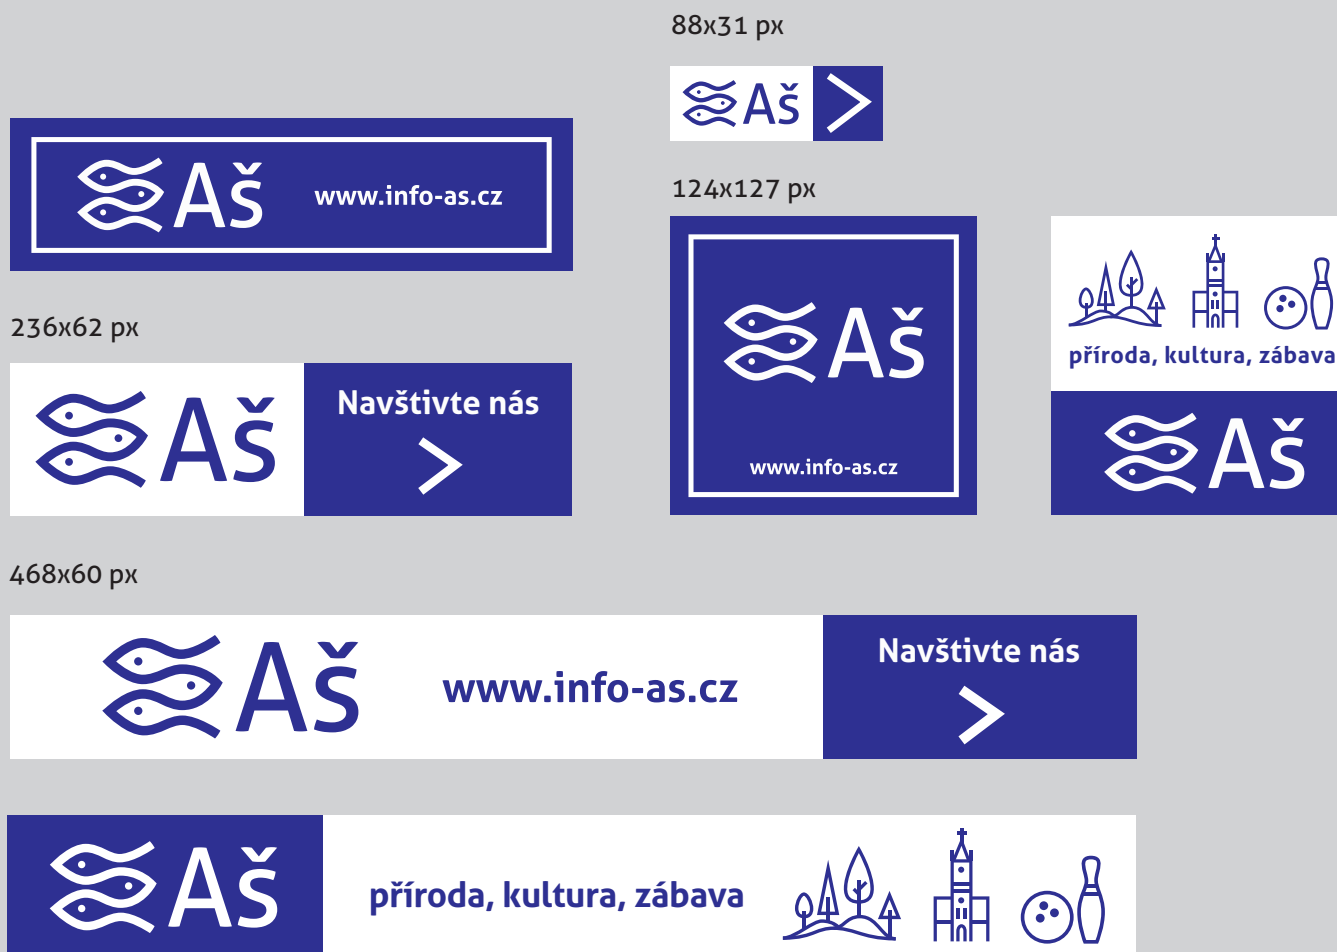 88x31 px
Aš
Aš www.info-as.cz
124x127 px
236x62 px
Aš
Navštivte nás
Aš
www.info-as.cz
příroda, kultura, zábava
Aš
468x60 px
Aš www.info-as.cz
Navštivte nás
Aš příroda, kultura, zábava